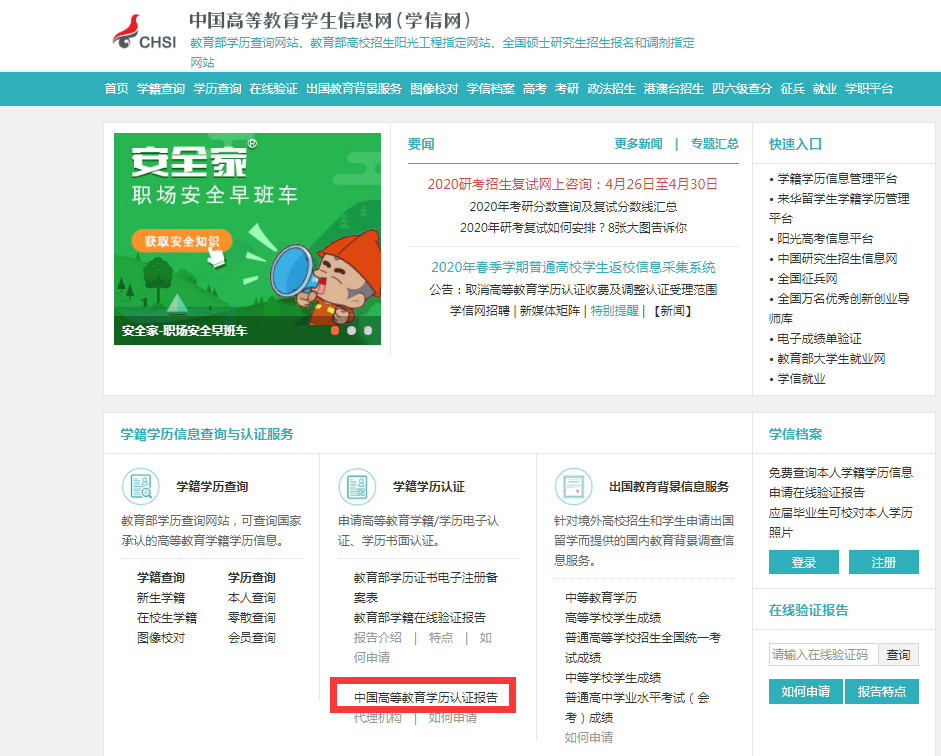 CHSI
中国高等教育学生信息网(学信网)
教育部学历查询网站、教育部高校招生阳光工程指定网站、全国硕士研究生招生报名和调剂指定
网站
首页 学籍查询 学历查询 在线验证 出国教育背景服务 图像校对 学信档案 高考 考研 政法招生 港澳台招生 四六级查分 征兵 就业 学职平台
安全家®
职场安全早班车
获取安全知识
安全家-职场安全早班车
要闻 更多新闻 | 专题汇总
2020研考招生复试网上咨询：4月26日至4月30日
2020年考研分数查询及复试分数线汇总
2020年研考复试如何安排？8张大图告诉你
2020年春季学期普通高校学生返校信息采集系统
公告：取消高等教育学历认证收费及调整认证受理范围
学信网招聘 | 新媒体矩阵 | 特别提醒 | 【新闻】
快速入口
• 学籍学历信息管理平台
• 来华留学生学籍学历管理
平台
• 阳光高考信息平台
• 中国研究生招生信息网
• 全国征兵网
• 全国万名优秀创新创业导
师库
• 电子成绩单验证
• 教育部大学生就业网
• 学信就业
学籍学历信息查询与认证服务
学籍学历查询
教育部学历查询网站，可查询国家
承认的高等教育学籍学历信息。
学籍查询 学历查询
新生学籍 本人查询
在校生学籍 零散查询
图像校对 会员查询
学籍学历认证
申请高等教育学籍/学历电子认
证、学历书面认证。
教育部学历证书电子注册备
案表
教育部学籍在线验证报告
报告介绍 | 特点 | 如
何申请
中国高等教育学历认证报告
代理机构 | 如何申请
出国教育背景信息服务
针对境外高校招生和学生申请出国
留学而提供的国内教育背景调查信
息服务。
中等教育学历
高等学校学生成绩
普通高等学校招生全国统一考
试成绩
中等学校学生成绩
普通高中学业水平考试（会
考）成绩
如何申请
学信档案
免费查询本人学籍学历信息
申请在线验证报告
应届毕业生可校对本人学历
照片
登录 注册
在线验证报告
请输入在线验证码 查询
如何申请 报告特点